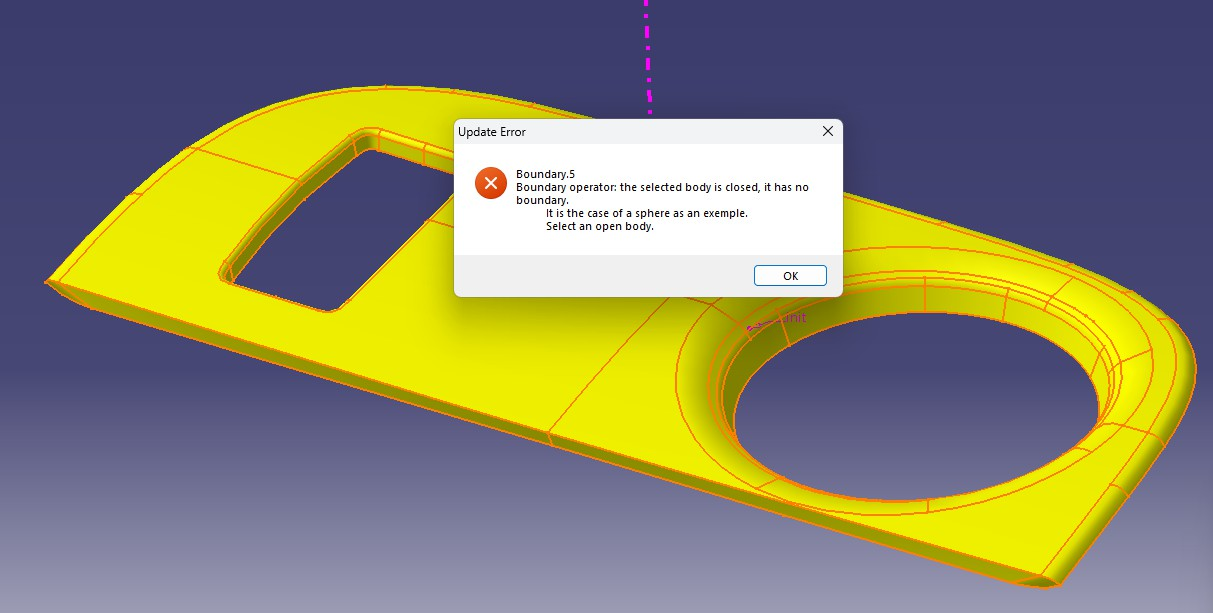 Update Error
Boundary.5
Boundary operator: the selected body is closed, it has no
boundary.
It is the case of a sphere as an exemple.
Select an open body.
OK